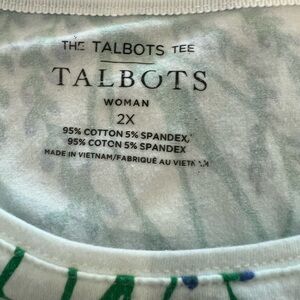 THE TALBOTS TEE
TALBOTS
WOMAN
2X
95% COTTON 5% SPANDEX,
95% COTON 5% SPANDEX
MADE IN VIETNAM/FABRIQUÉ AU